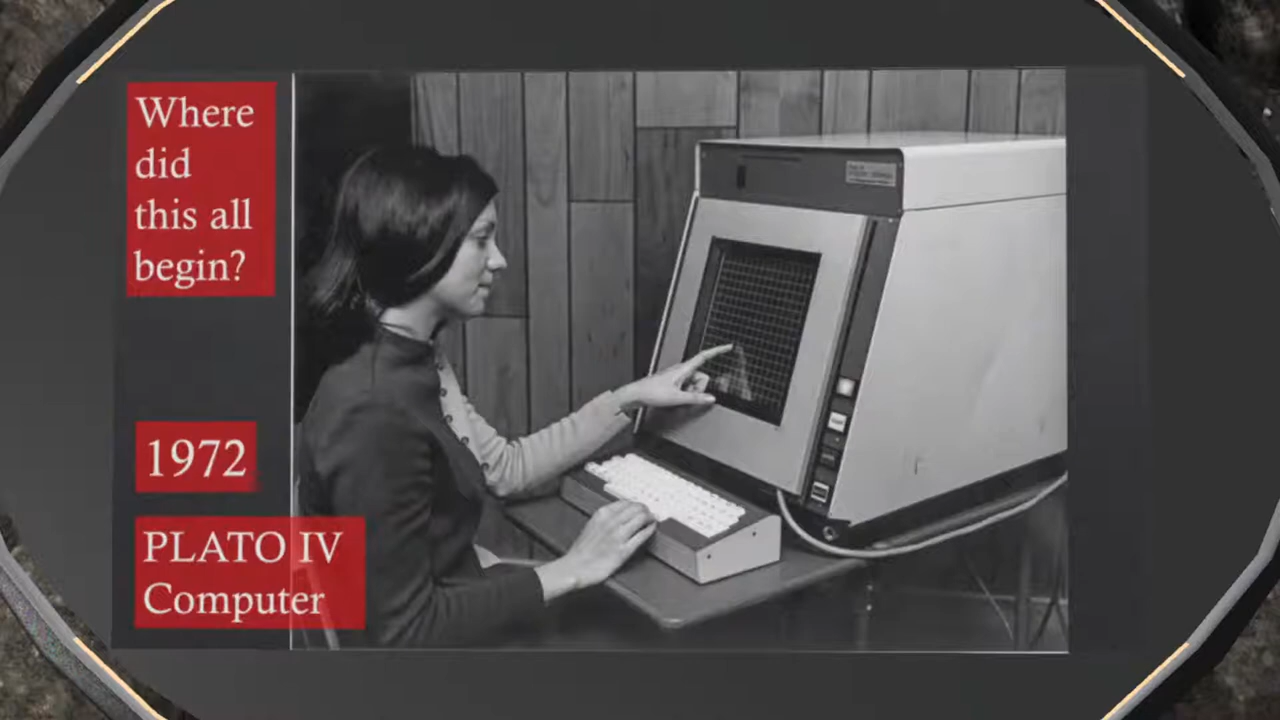 Where
did
this all
begin?
1972
PLATO IV
Computer